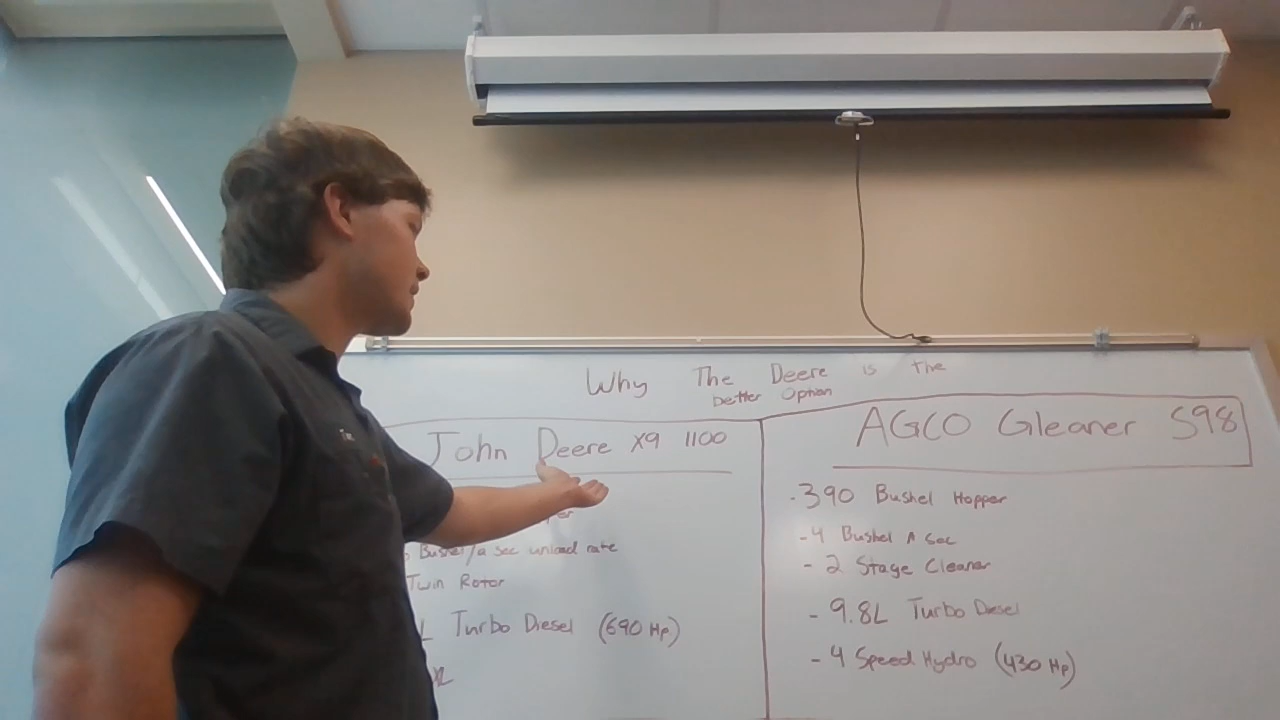 Why The Deere is the
better Option
John Deere X9 1100
Bushel/a sec unload rate
Twin Rotor
L Turbo Diesel (690 Hp)
XL
AGCO Gleaner S98
-390 Bushel Hopper
-4 Bushel A Sec
- 2 Stage Cleaner
- 9.8L Turbo Diesel
- 4 Speed Hydro (430 Hp)